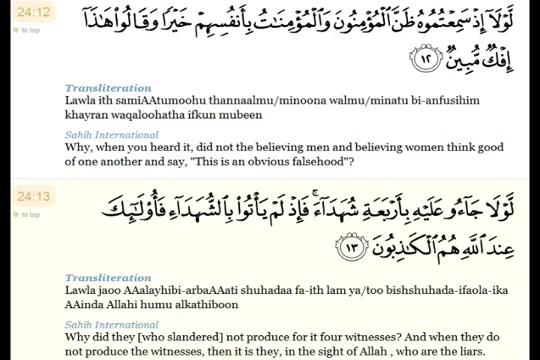 24:12
to top
لَّوْلَآ إِذْ سَمِعْتُمُوهُ ظَنَّ ٱلْمُؤْمِنُونَ وَٱلْمُؤْمِنَـٰتُ بِأَنفُسِهِمْ خَيْرًا وَقَالُوا۟ هَـٰذَآ
إِفْكٌ مُّبِينٌ ١٢
Transliteration
Lawla ith samiAAtumoohu thannaalmu/minoona walmu/minatu bi-anfusihim
khayran waqaloohatha ifkun mubeen
Sahih International
Why, when you heard it, did not the believing men and believing women think good
of one another and say, "This is an obvious falsehood"?
24:13
to top
لَّوْلَا جَآءُو عَلَيْهِ بِأَرْبَعَةِ شُهَدَآءَ ۚ فَإِذْ لَمْ يَأْتُوا۟ بِٱلشُّهَدَآءِ فَأُو۟لَـٰٓئِكَ
عِندَ ٱللَّهِ هُمُ ٱلْكَـٰذِبُونَ ١٣
Transliteration
Lawla jaoo AAalayhibi-arbaAAati shuhadaa fa-ith lam ya/too bishshuhada-ifaola-ika
AAinda Allahi humu alkathiboon
Sahih International
Why did they [who slandered] not produce for it four witnesses? And when they do
not produce the witnesses, then it is they, in the sight of Allah , who are the liars.